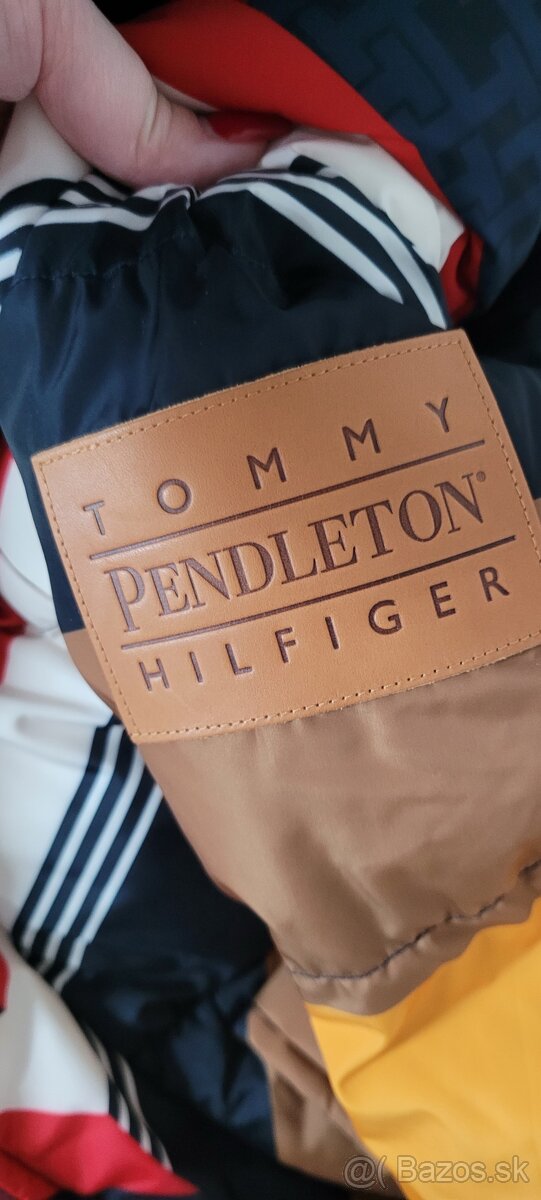 TOMMY
PENDLETON®
HILFIGER
@( Bazos.sk